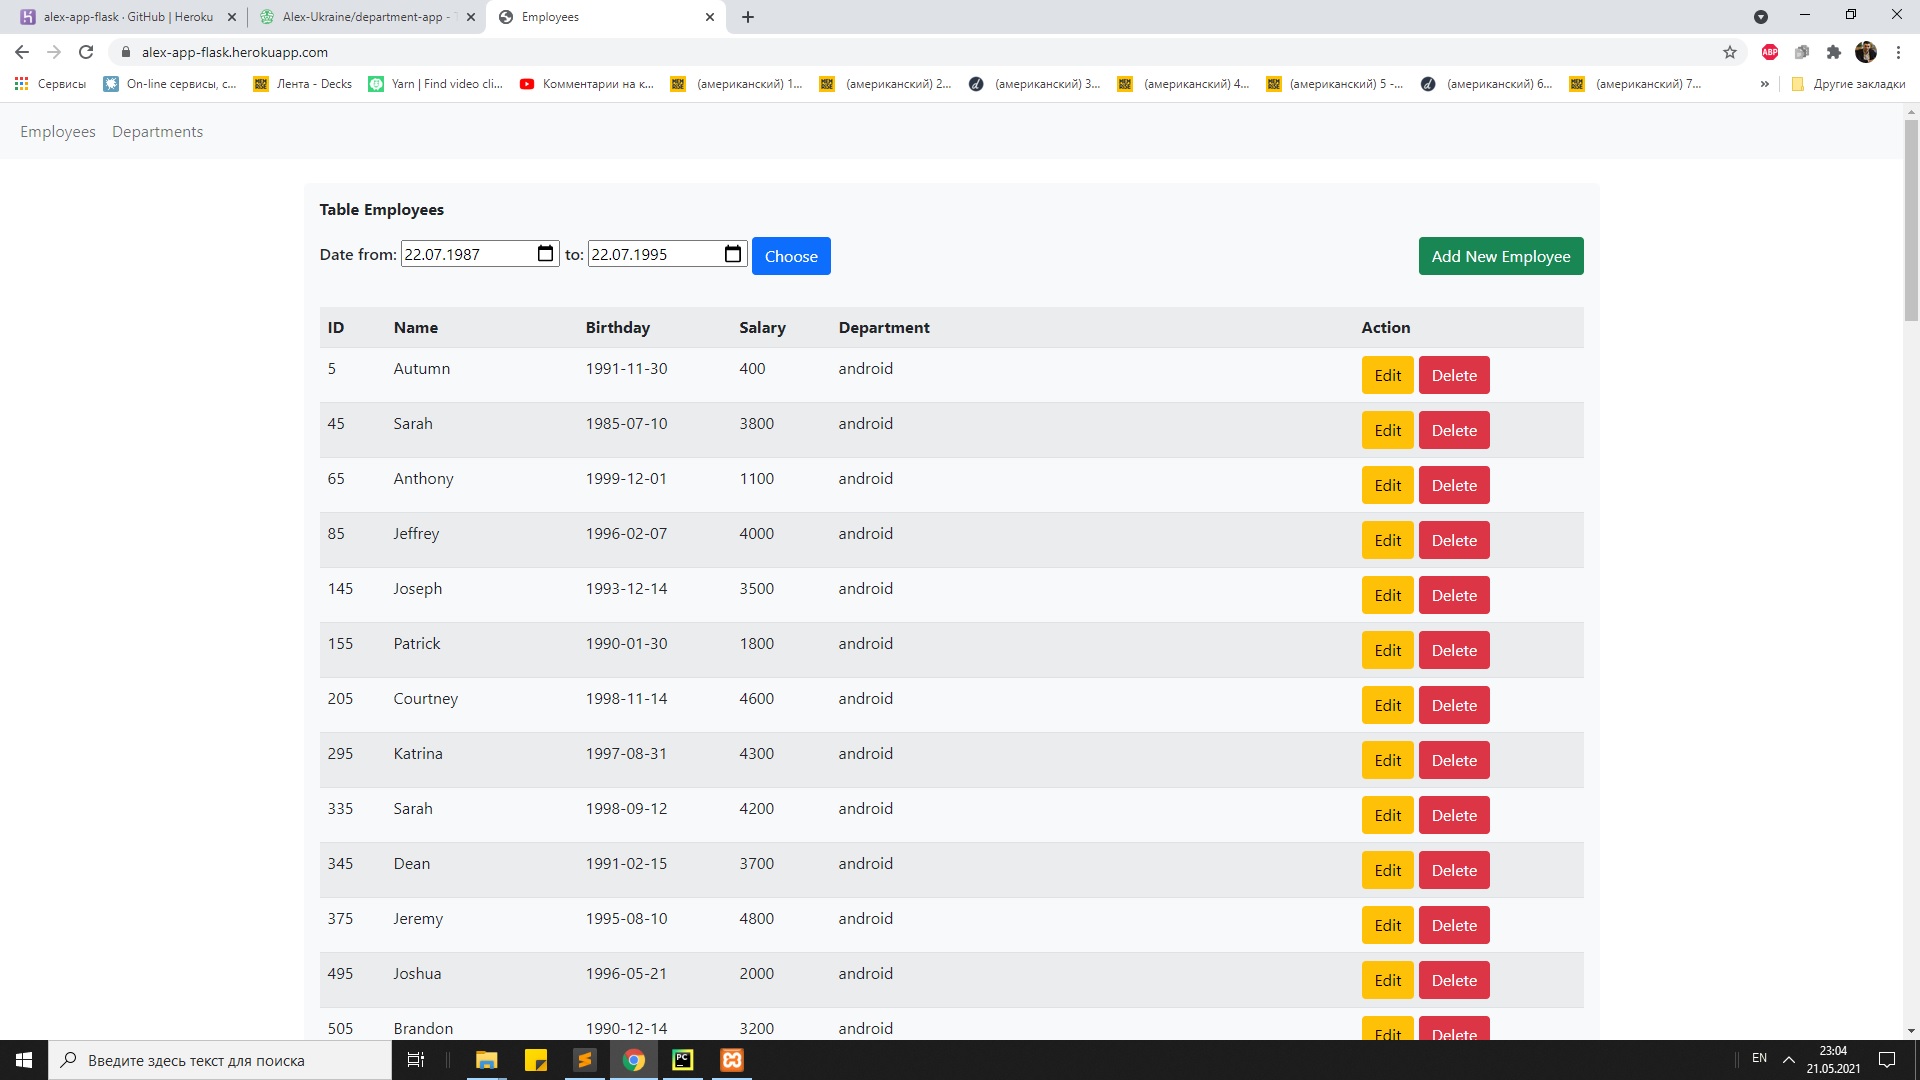 alex-app-flask · GitHub | Heroku
Alex-Ukraine/department-app -
Employees
alex-app-flask.herokuapp.com
ABP
Сервисы
On-line сервисы, с...
Лента - Decks
Yarn | Find video cli...
Комментарии на к...
(американский) 1...
(американский) 2...
(американский) 3...
(американский) 4...
(американский) 5 -...
(американский) 6...
(американский) 7...
»
Другие закладки
Employees Departments
Table Employees
Date from: 22.07.1987 to: 22.07.1995 Choose Add New Employee
ID Name Birthday Salary Department Action
5 Autumn 1991-11-30 400 android Edit Delete
45 Sarah 1985-07-10 3800 android Edit Delete
65 Anthony 1999-12-01 1100 android Edit Delete
85 Jeffrey 1996-02-07 4000 android Edit Delete
145 Joseph 1993-12-14 3500 android Edit Delete
155 Patrick 1990-01-30 1800 android Edit Delete
205 Courtney 1998-11-14 4600 android Edit Delete
295 Katrina 1997-08-31 4300 android Edit Delete
335 Sarah 1998-09-12 4200 android Edit Delete
345 Dean 1991-02-15 3700 android Edit Delete
375 Jeremy 1995-08-10 4800 android Edit Delete
495 Joshua 1996-05-21 2000 android Edit Delete
505 Brandon 1990-12-14 3200 android Edit Delete
Введите здесь текст для поиска
PC
EN
23:04
21.05.2021